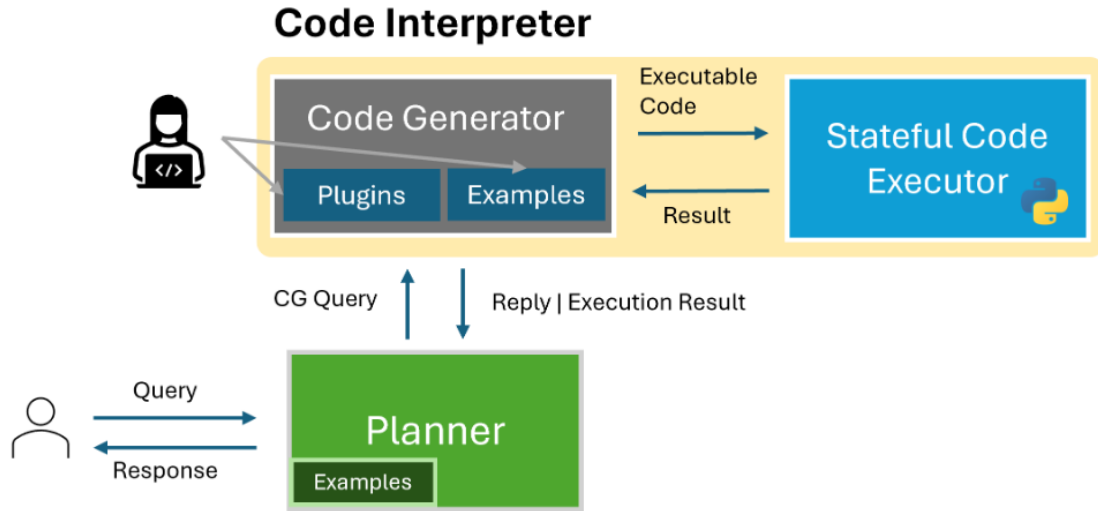 Code Interpreter
Code Generator
Plugins
Examples
Executable
Code
Result
Stateful Code
Executor
</>
CG Query
Reply | Execution Result
Query
Response
Planner
Examples